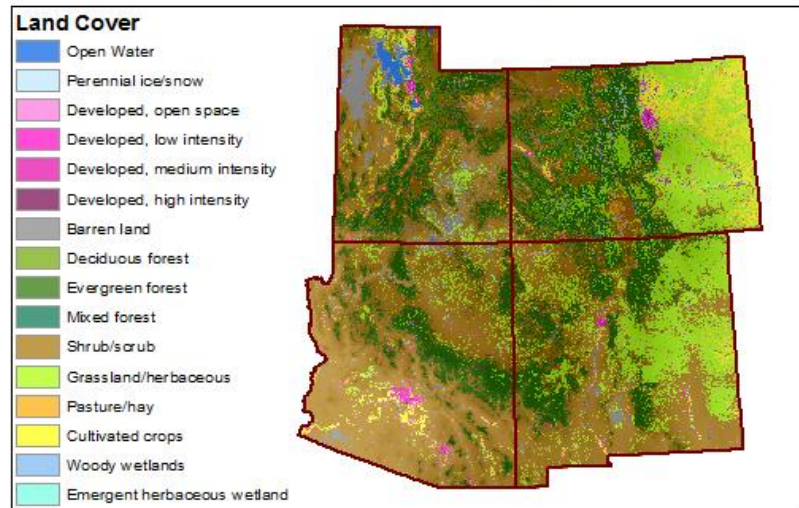 Land Cover
Open Water
Perennial ice/snow
Developed, open space
Developed, low intensity
Developed, medium intensity
Developed, high intensity
Barren land
Deciduous forest
Evergreen forest
Mixed forest
Shrub/scrub
Grassland/herbaceous
Pasture/hay
Cultivated crops
Woody wetlands
Emergent herbaceous wetland